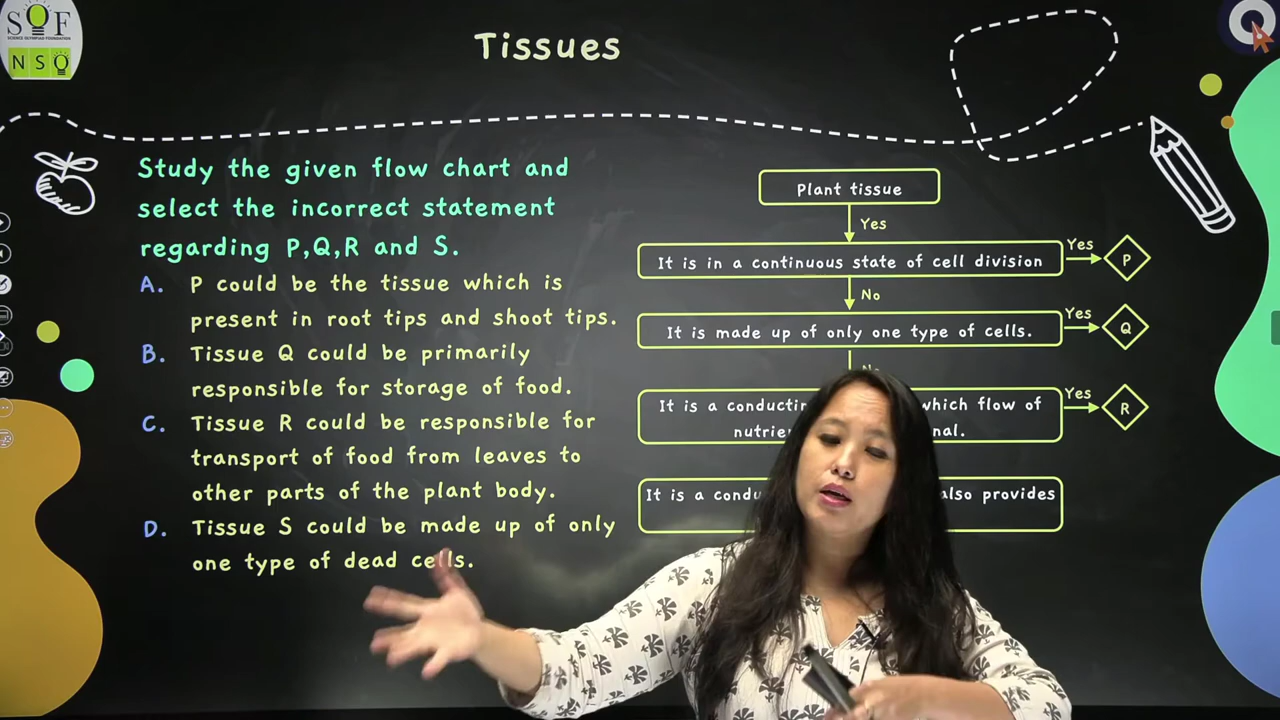 SOF
SCIENCE OLYMPIAD FOUNDATION
NSO
Tissues
Study the given flow chart and
select the incorrect statement
regarding P,Q,R and S.
A. P could be the tissue which is
present in root tips and shoot tips.
B. Tissue Q could be primarily
responsible for storage of food.
C. Tissue R could be responsible for
transport of food from leaves to
other parts of the plant body.
D. Tissue S could be made up of only
one type of dead cells.
Plant tissue
Yes
It is in a continuous state of cell division
Yes
P
No
It is made up of only one type of cells.
Yes
Q
It is a which flow of
Yes
R
It is a also provides